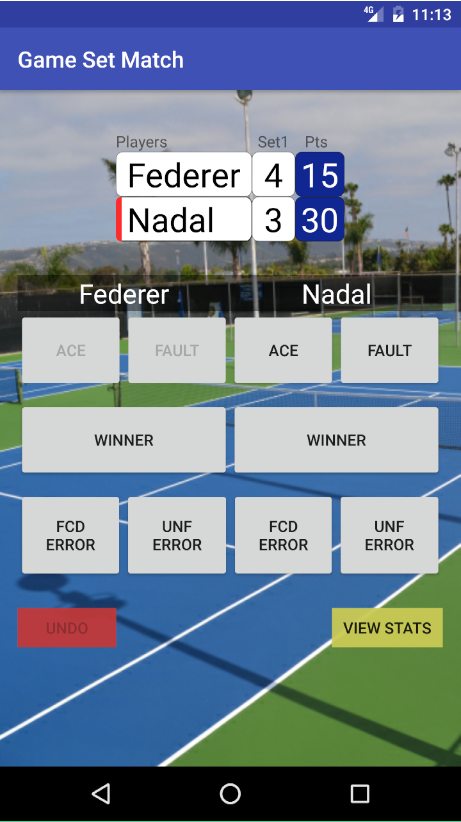 4G 11:13
Game Set Match
Players Set1 Pts
Federer 4 15
Nadal 3 30
Federer Nadal
ACE FAULT ACE FAULT
WINNER WINNER
FCD ERROR UNF ERROR FCD ERROR UNF ERROR
UNDO VIEW STATS